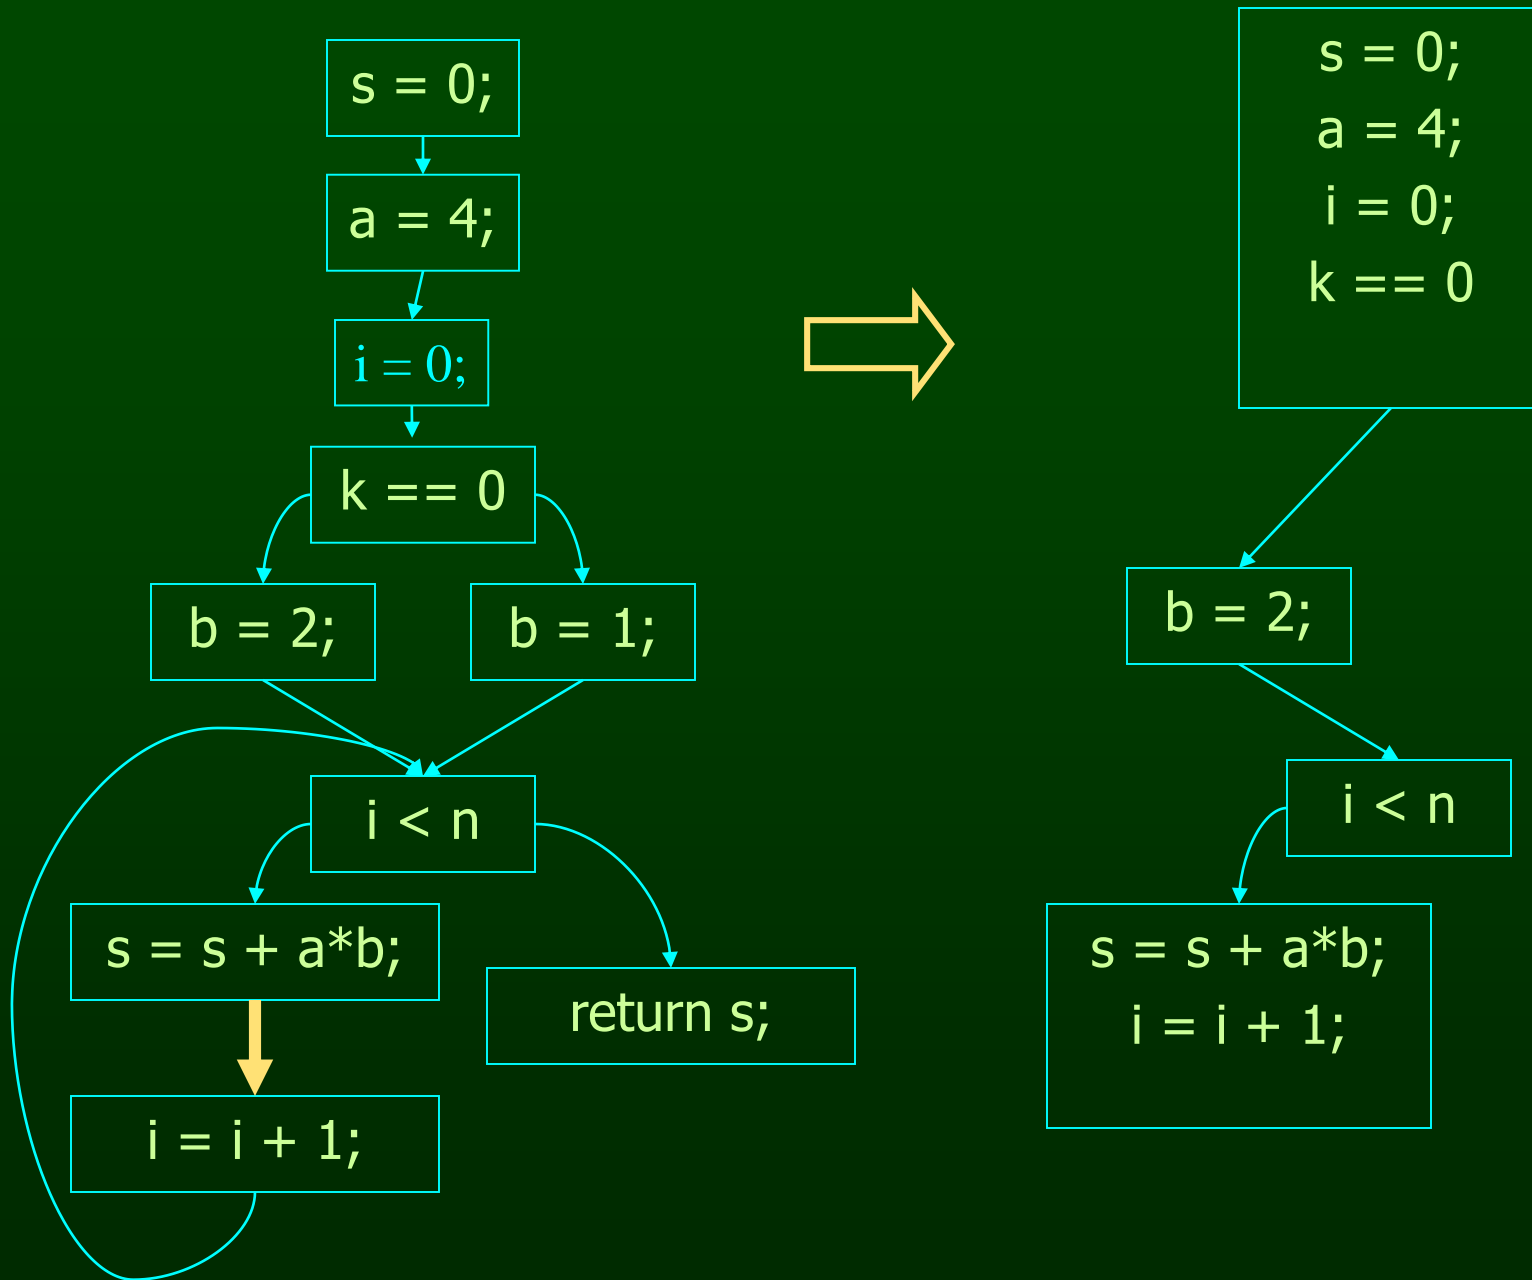 s = 0;
a = 4;
i = 0;
k == 0
b = 2;
b = 1;
i < n
s = s + a*b;
return s;
i = i + 1;
s = 0;
a = 4;
i = 0;
k == 0
b = 2;
i < n
s = s + a*b;
i = i + 1;